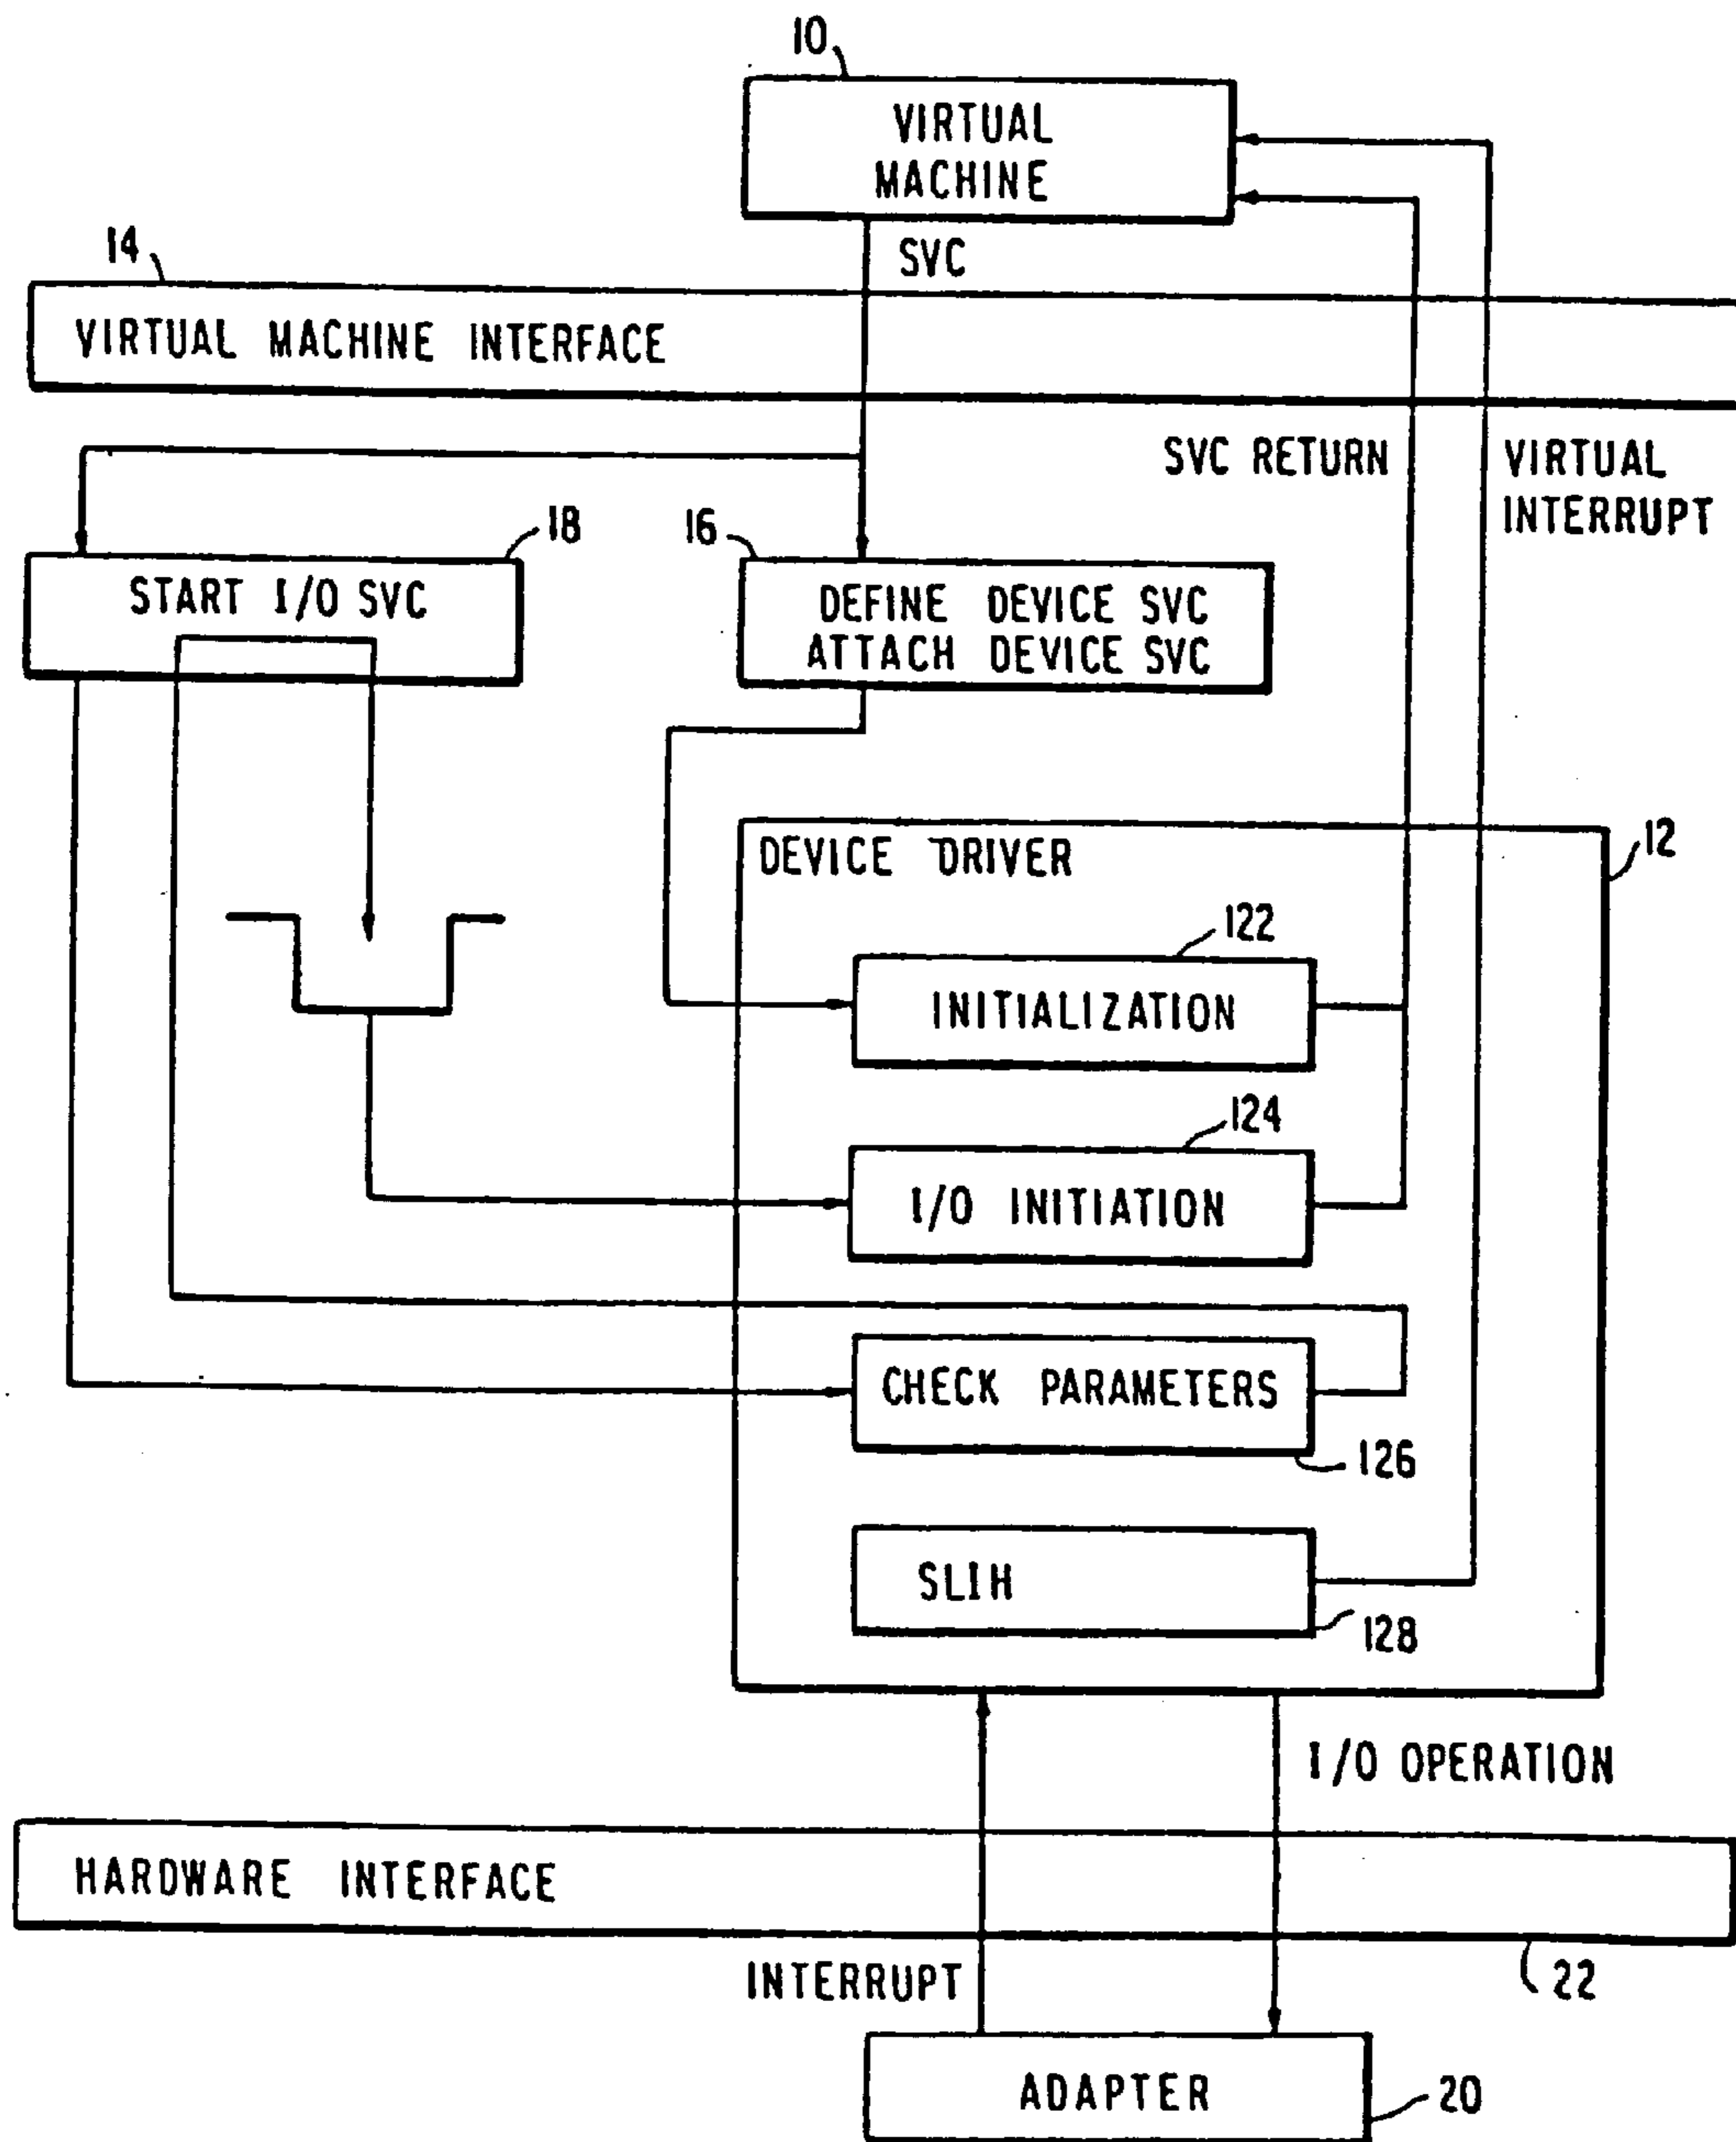 10
VIRTUAL
MACHINE
SVC
14
VIRTUAL MACHINE INTERFACE
SVC RETURN
VIRTUAL
INTERRUPT
18
START I/O SVC
16
DEFINE DEVICE SVC
ATTACH DEVICE SVC
12
DEVICE DRIVER
122
INITIALIZATION
124
I/O INITIATION
CHECK PARAMETERS
126
SLIH
128
I/O OPERATION
HARDWARE INTERFACE
22
INTERRUPT
ADAPTER
20